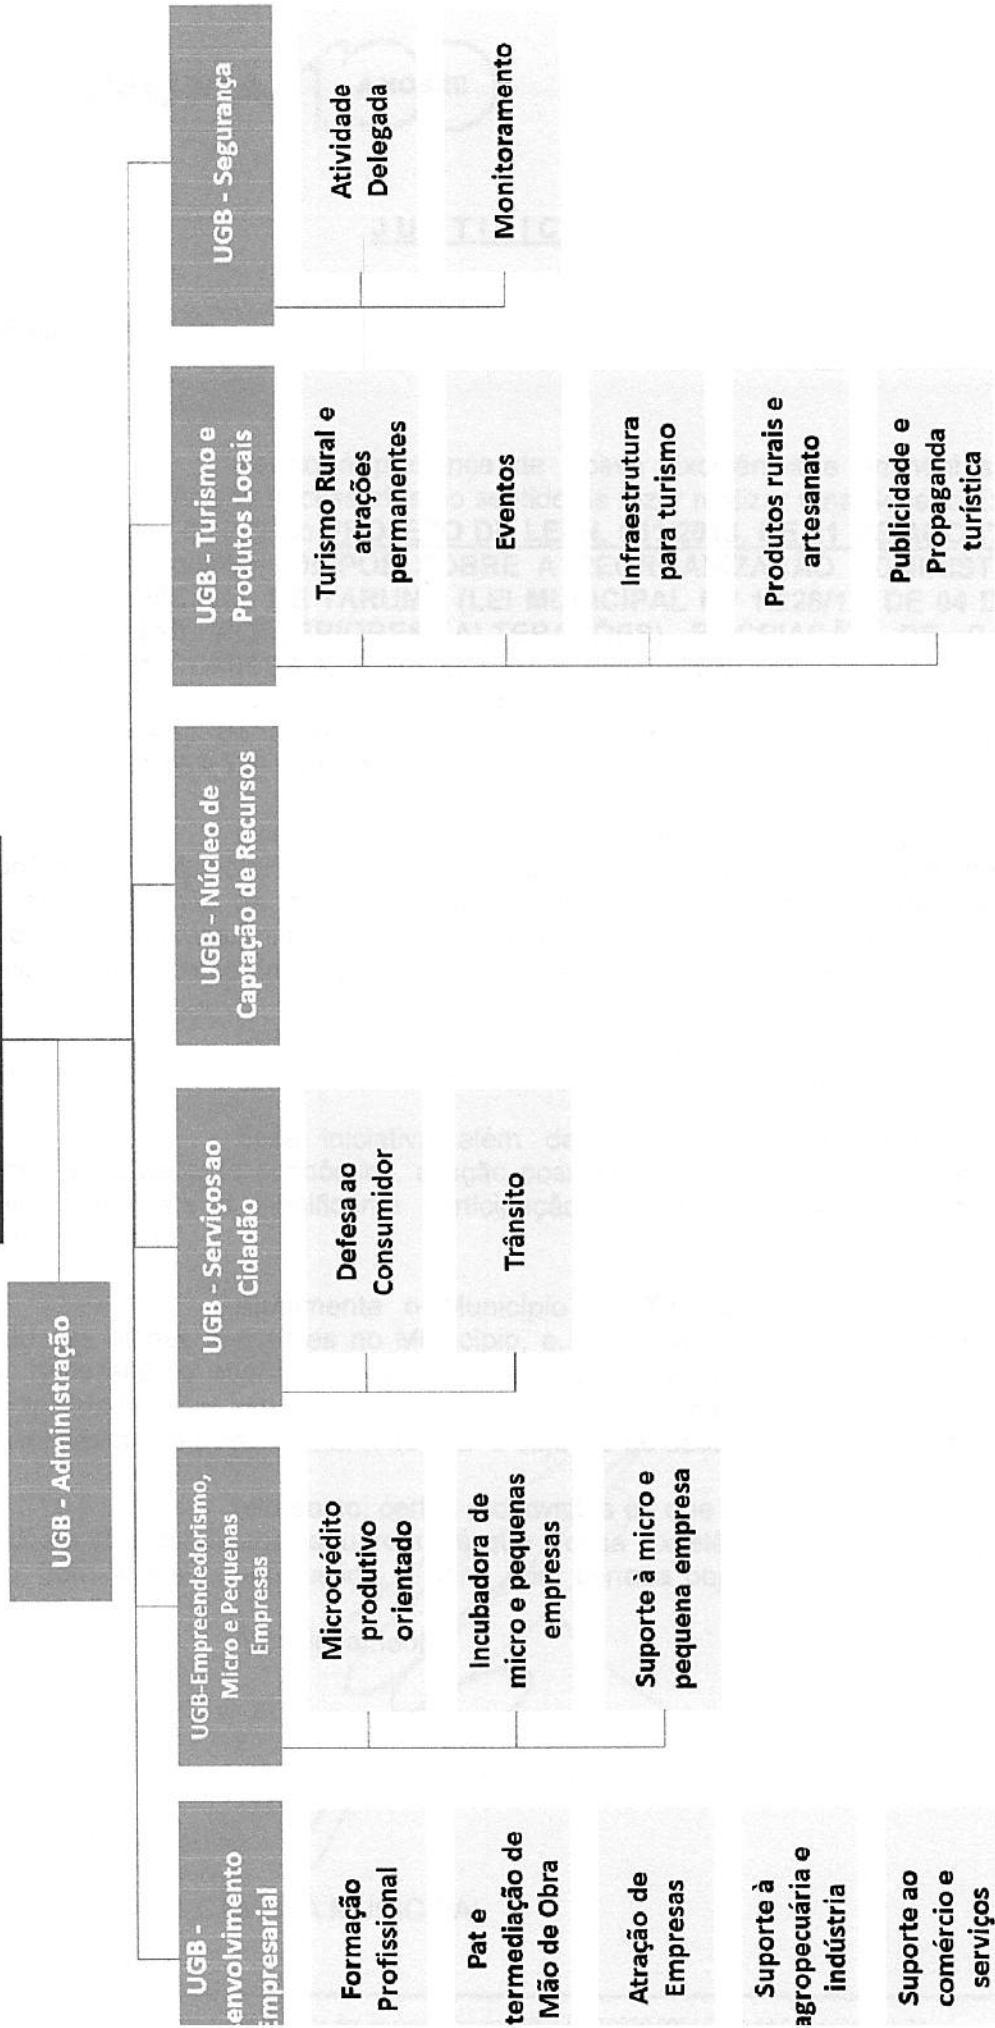 UGB - Administração
UGB -
envolvimento
mpresarial
Formação
Profissional
Pat e
termediação de
Mão de Obra
Atração de
Empresas
Suporte à
agropecuária e
indústria
Suporte ao
comércio e
serviços
UGB-Empreendedorismo,
Micro e Pequenas
Empresas
Microcrédito
produtivo
orientado
Incubadora de
micro e pequenas
empresas
Suporte à micro e
pequena empresa
UGB - Serviços ao
Cidadão
Defesa ao
Consumidor
Trânsito
UGB - Núcleo de
Captação de Recursos
UGB - Turismo e
Produtos Locais
Turismo Rural e
atrações
permanentes
Eventos
Infraestrutura
para turismo
Produtos rurais e
artesanato
Publicidade e
Propaganda
turística
UGB - Segurança
Atividade
Delegada
Monitoramento